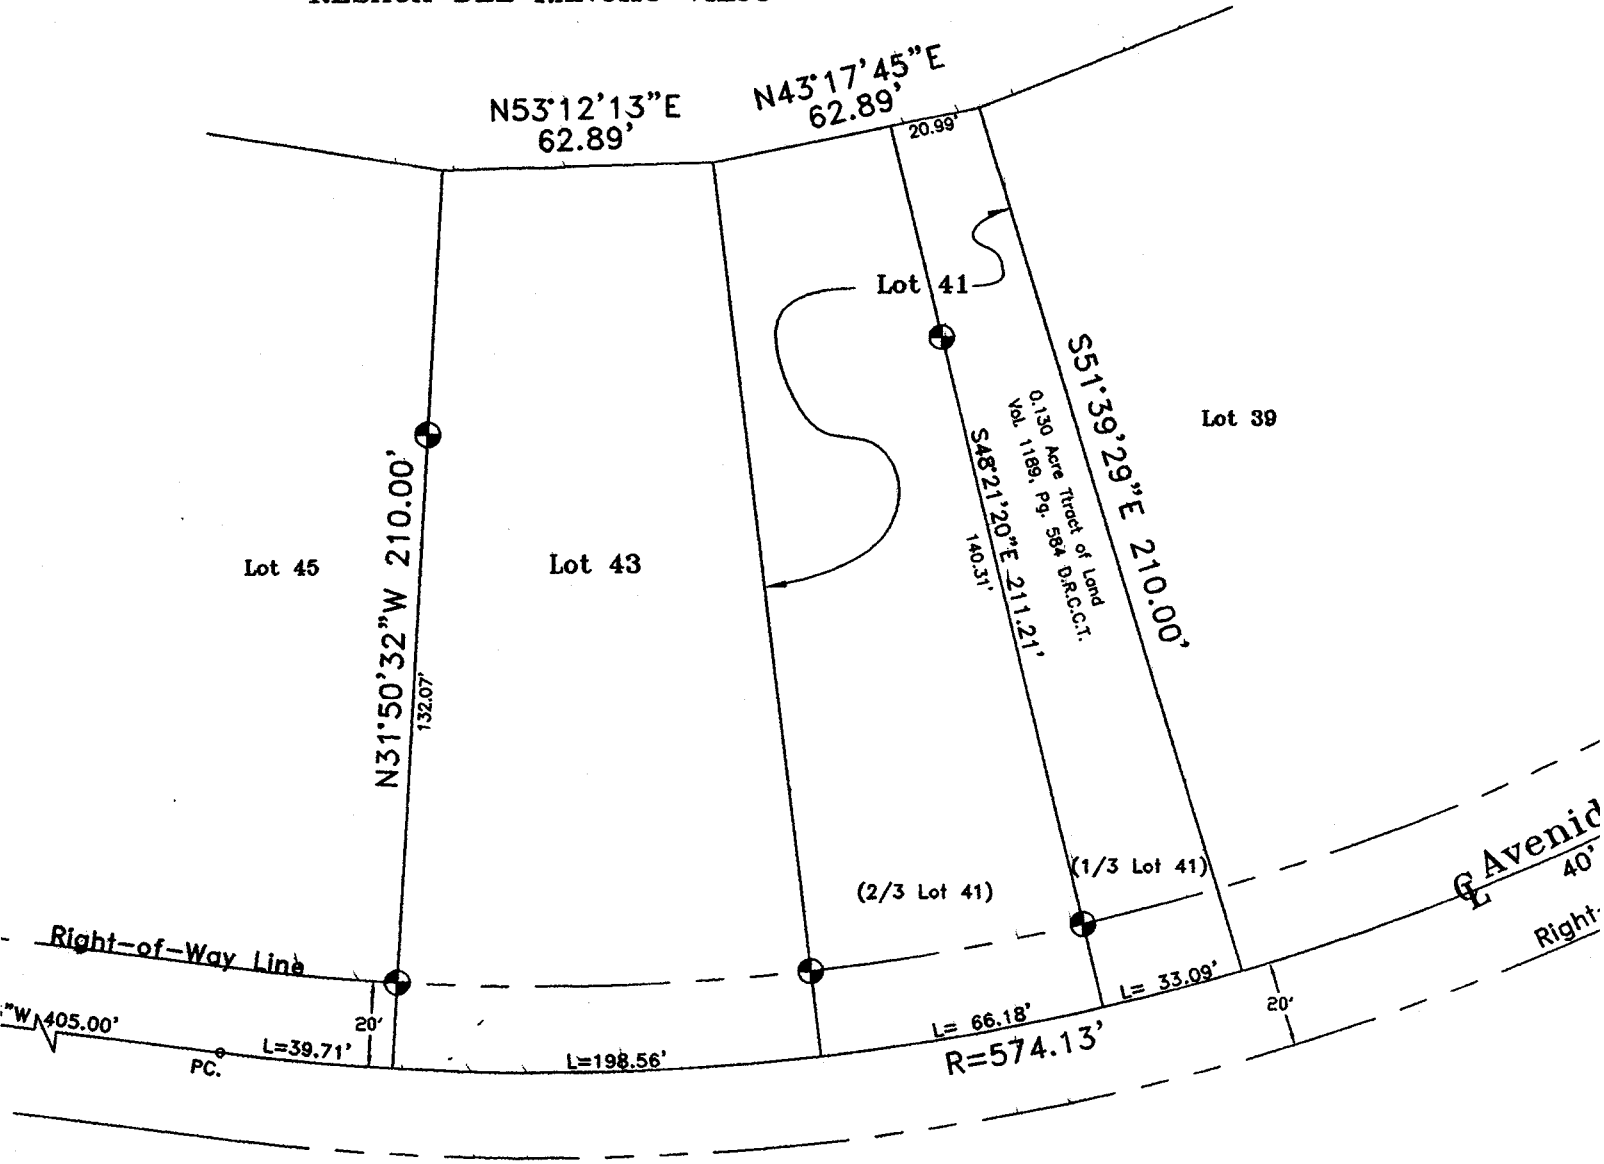 N53°12'13"E
62.89'
N43°17'45"E
62.89'
20.99'
Lot 41
S51°39'29"E 210.00'
0.130 Acre Ttract of Land
Vol. 1189, Pg. 584 D.R.C.C.T.
S48°21'20"E 211.21'
140.31'
Lot 39
N31°50'32"W 210.00'
132.07'
Lot 45
Lot 43
(2/3 Lot 41)
(1/3 Lot 41)
Right-of-Way Line
"W 405.00'
20'
PC.
L=39.71'
L=198.56'
L= 66.18'
L= 33.09'
R=574.13'
20'
CL Avenid
40'
Right-